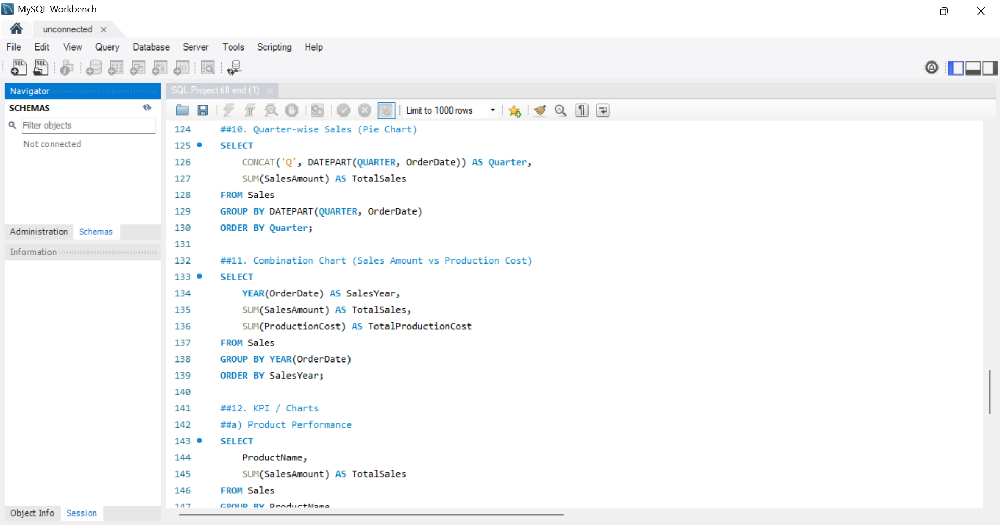 MySQL Workbench
unconnected
File Edit View Query Database Server Tools Scripting Help
Navigator
SCHEMAS
Filter objects
Not connected
Administration Schemas
Information
Object Info Session
SQL Project till end (1)
Limit to 1000 rows
124 ##10. Quarter-wise Sales (Pie Chart)
125 SELECT
126 CONCAT('Q', DATEPART(QUARTER, OrderDate)) AS Quarter,
127 SUM(SalesAmount) AS TotalSales
128 FROM Sales
129 GROUP BY DATEPART(QUARTER, OrderDate)
130 ORDER BY Quarter;
131
132 ##11. Combination Chart (Sales Amount vs Production Cost)
133 SELECT
134 YEAR(OrderDate) AS SalesYear,
135 SUM(SalesAmount) AS TotalSales,
136 SUM(ProductionCost) AS TotalProductionCost
137 FROM Sales
138 GROUP BY YEAR(OrderDate)
139 ORDER BY SalesYear;
140
141 ##12. KPI / Charts
142 ##a) Product Performance
143 SELECT
144 ProductName,
145 SUM(SalesAmount) AS TotalSales
146 FROM Sales
147 GROUP BY ProductName